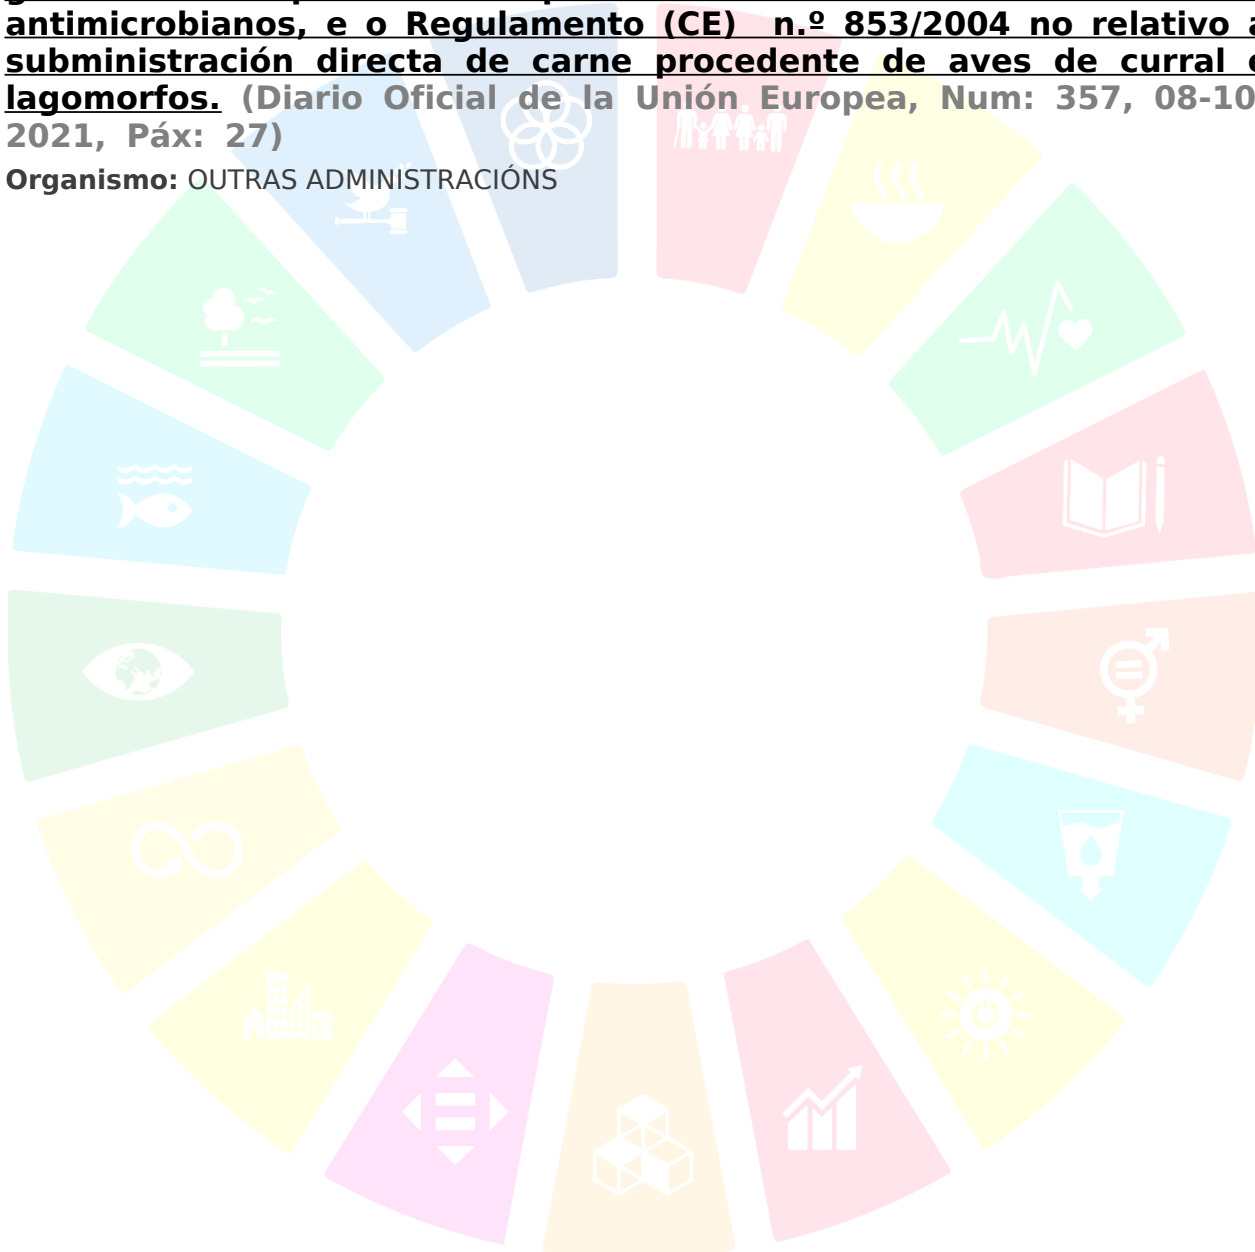 antimicrobianos, e o Regulamento (CE) n.º 853/2004 no relativo a
subministración directa de carne procedente de aves de curral e
lagomorfos. (Diario Oficial de la Unión Europea, Num: 357, 08-10
2021, Páx: 27)
Organismo: OUTRAS ADMINISTRACIÓNS